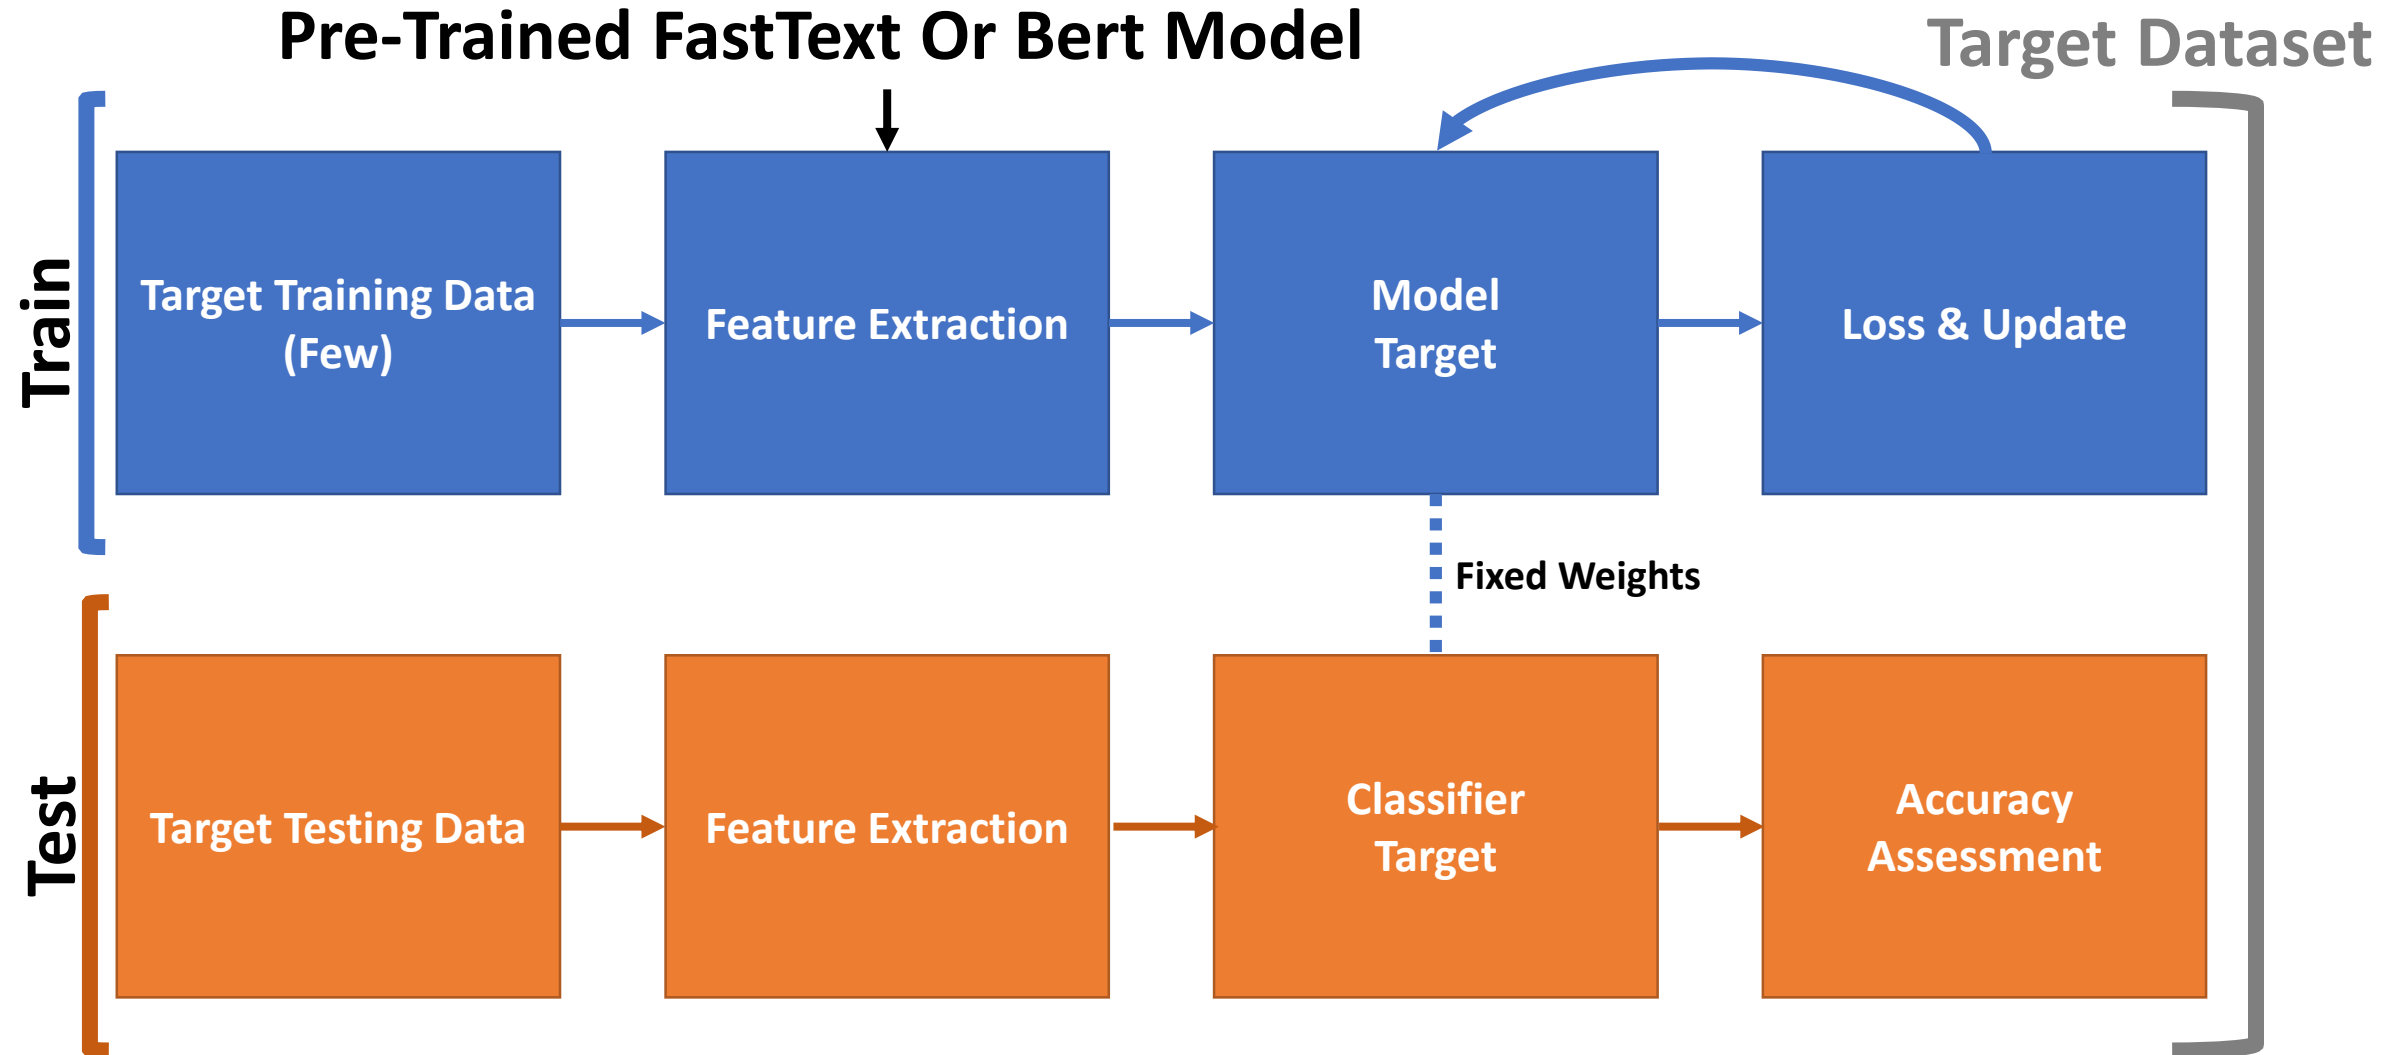 Pre-Trained FastText Or Bert Model
Target Dataset
Train
Target Training Data
(Few)
Feature Extraction
Model
Target
Loss & Update
Fixed Weights
Test
Target Testing Data
Feature Extraction
Classifier
Target
Accuracy
Assessment